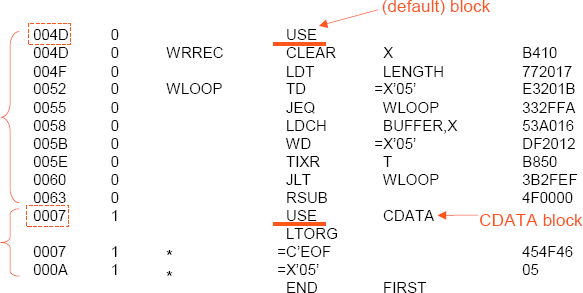 (default) block
004D 0 USE
004D 0 WRREC CLEAR X B410
004F 0 LDT LENGTH 772017
0052 0 WLOOP TD =X'05' E3201B
0055 0 JEQ WLOOP 332FFA
0058 0 LDCH BUFFER,X 53A016
005B 0 WD =X'05' DF2012
005E 0 TIXR T B850
0060 0 JLT WLOOP 3B2FEF
0063 0 RSUB 4F0000
0007 1 USE CDATA CDATA block
LTORG
0007 1 * =C'EOF 454F46
000A 1 * =X'05' 05
END FIRST